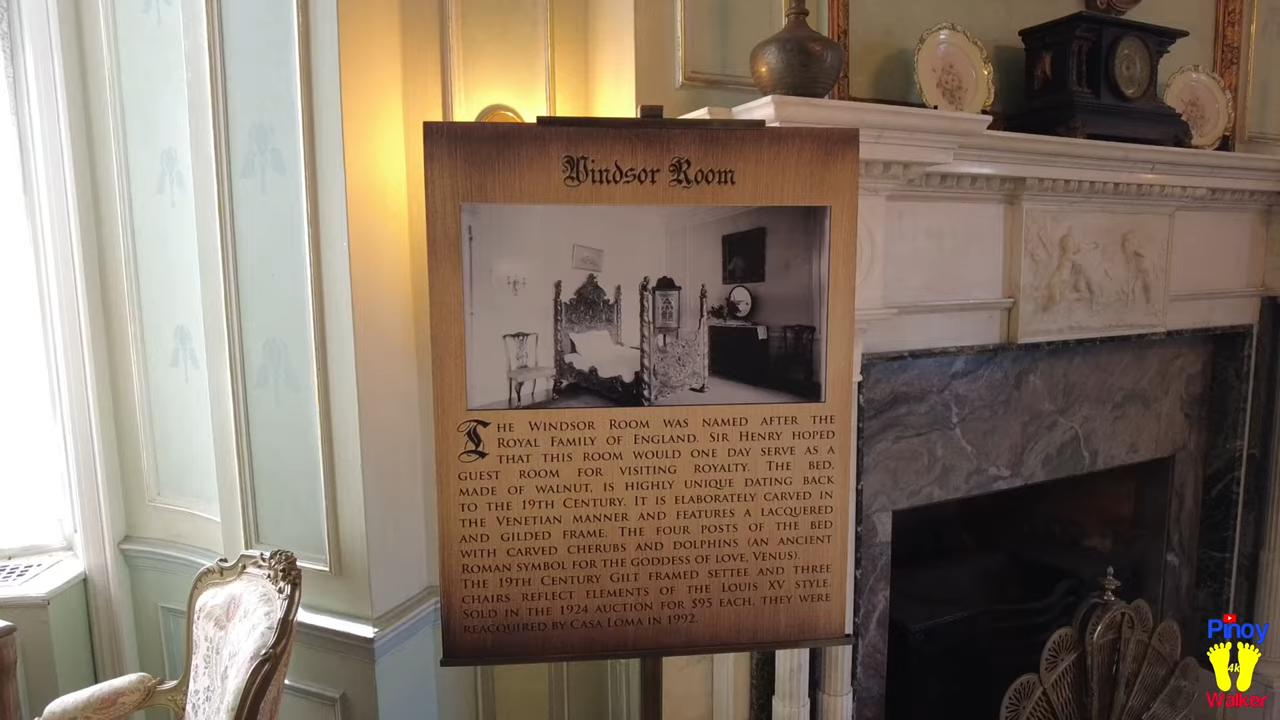 Windsor Room
THE WINDSOR ROOM WAS NAMED AFTER THE
ROYAL FAMILY OF ENGLAND. SIR HENRY HOPED
THAT THIS ROOM WOULD ONE DAY SERVE AS A
GUEST ROOM FOR VISITING ROYALTY. THE BED,
MADE OF WALNUT, IS HIGHLY UNIQUE DATING BACK
TO THE 19TH CENTURY. IT IS ELABORATELY CARVED IN
THE VENETIAN MANNER AND FEATURES A LACQUERED
AND GILDED FRAME. THE FOUR POSTS OF THE BED
WITH CARVED CHERUBS AND DOLPHINS (AN ANCIENT
ROMAN SYMBOL FOR THE GODDESS OF LOVE, VENUS).
THE 19TH CENTURY GILT FRAMED SETTEE AND THREE
CHAIRS REFLECT ELEMENTS OF THE LOUIS XV STYLE.
SOLD IN THE 1924 AUCTION FOR $95 EACH, THEY WERE
REACQUIRED BY CASA LOMA IN 1992.
Pinoy
4K
Walker